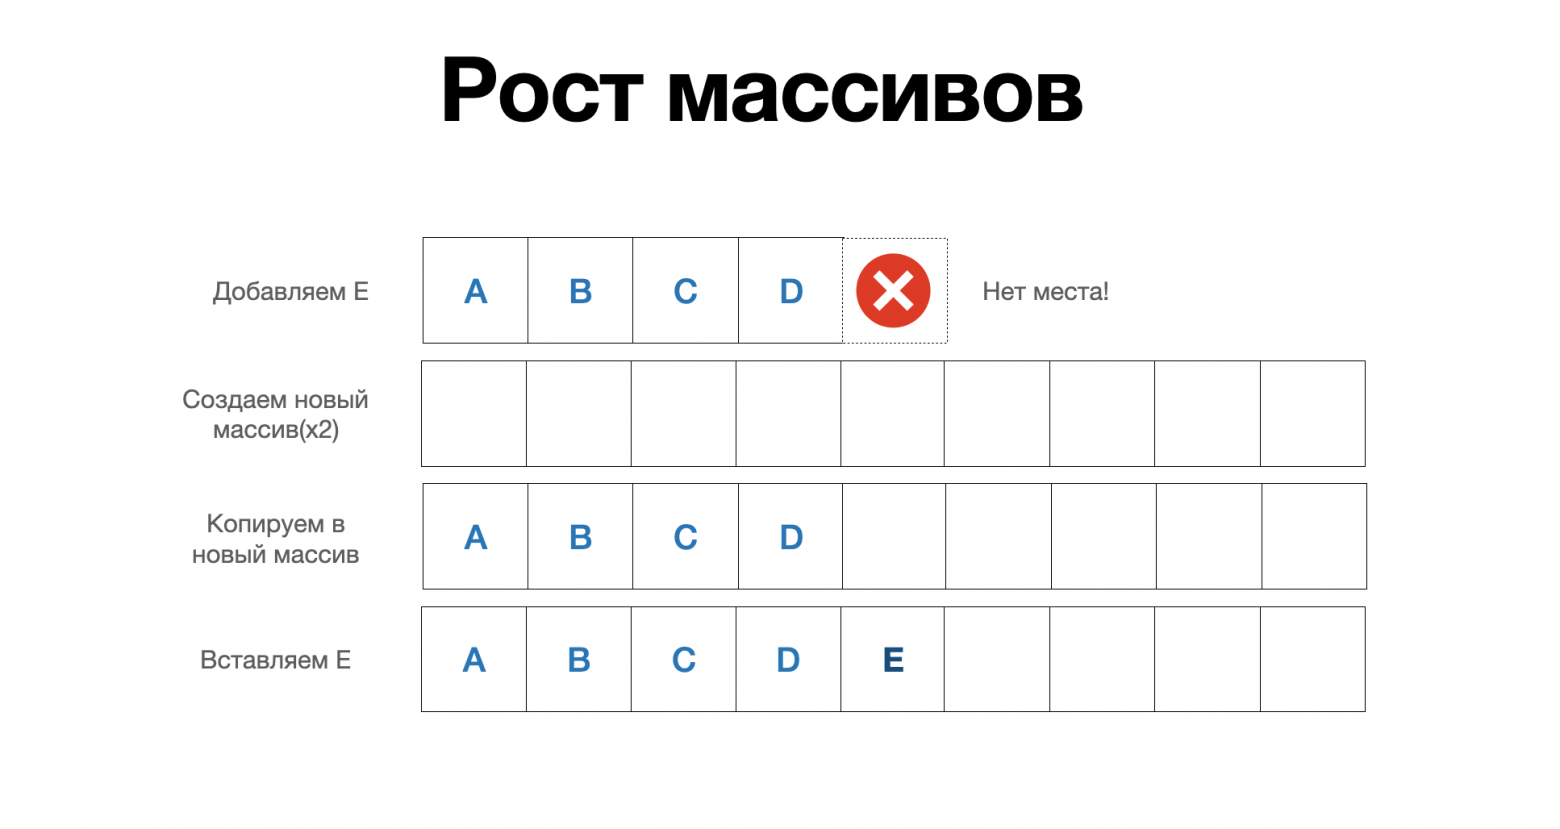 Рост массивов
Добавляем E
A B C D
Нет места!
Создаем новый
массив(x2)
Копируем в
новый массив
A B C D
Вставляем E
A B C D E